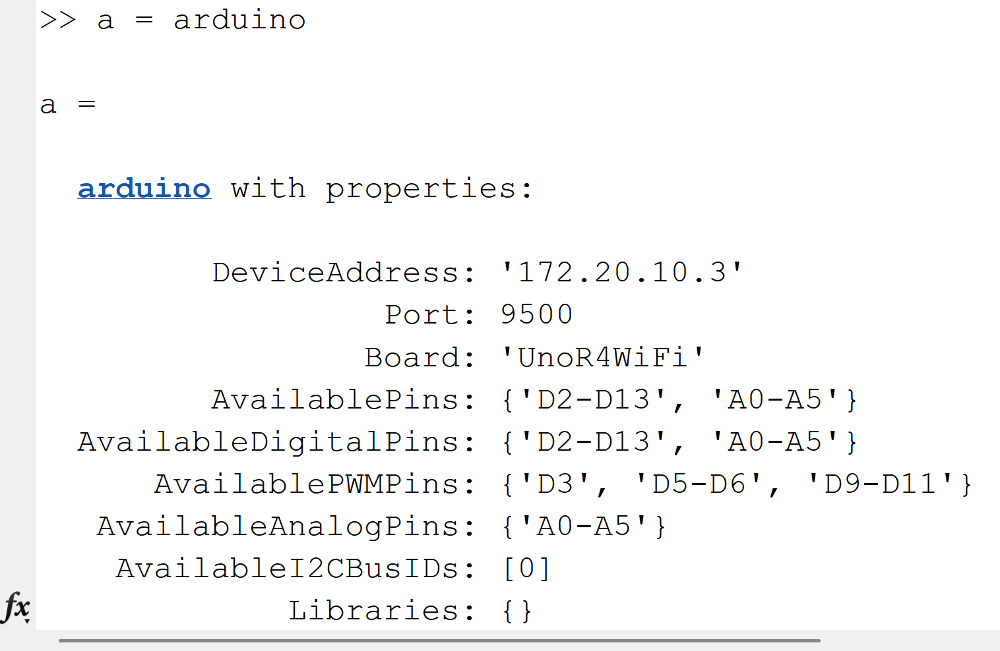 >> a = arduino
a =
arduino with properties:
DeviceAddress: '172.20.10.3'
Port: 9500
Board: 'UnoR4WiFi'
AvailablePins: {'D2-D13', 'A0-A5'}
AvailableDigitalPins: {'D2-D13', 'A0-A5'}
AvailablePWMPins: {'D3', 'D5-D6', 'D9-D11'}
AvailableAnalogPins: {'A0-A5'}
AvailableI2CBusIDs: [0]
Libraries: {}
fx